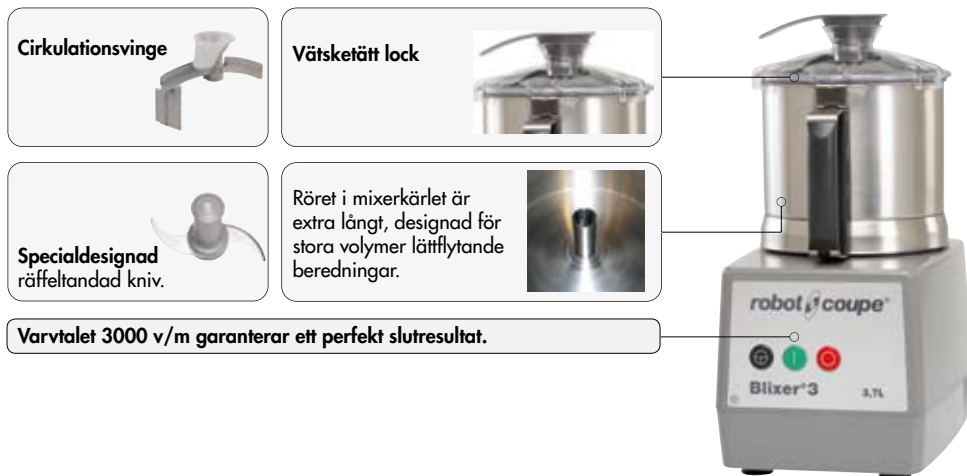 Cirkulationsvinge
Vätsketätt lock
Specialdesignad
räffeltandad kniv.
Röret i mixerkärlet är
extra långt, designad för
stora volymer lättflytande
beredningar.
Varvtalet 3000 v/m garanterar ett perfekt slutresultat.
robot coupe®
Blixer®3
3,7L